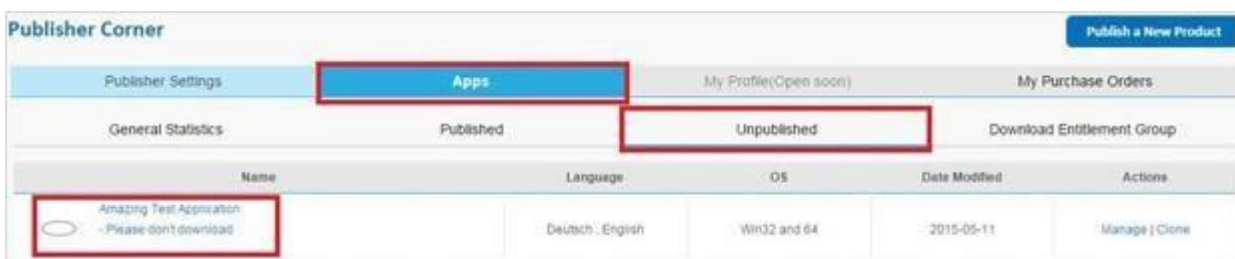 Publisher Corner
Publish a New Product
Publisher Settings Apps My Profile(Open soon) My Purchase Orders
General Statistics Published Unpublished Download Entitlement Group
Name Language OS Date Modified Actions
Amazing Test Application
- Please don't download Deutsch , English Win32 and 64 2015-05-11 Manage | Clone